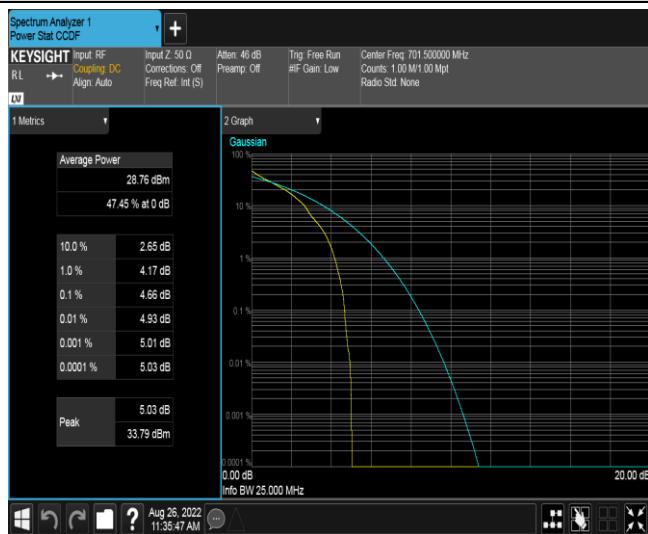 Spectrum Analyzer 1
Power Stat CCDF
+
KEYSIGHT
RL
Input: RF
Coupling: DC
Align: Auto
Input Z: 50 Ω
Corrections: Off
Freq Ref: Int (S)
Atten: 46 dB
Preamp: Off
Trig: Free Run
#IF Gain: Low
Center Freq: 701.500000 MHz
Counts: 1.00 M/1.00 Mpt
Radio Std: None
LXI
1 Metrics
Average Power
28.76 dBm
47.45 % at 0 dB
10.0 % 2.65 dB
1.0 % 4.17 dB
0.1 % 4.66 dB
0.01 % 4.93 dB
0.001 % 5.01 dB
0.0001 % 5.03 dB
Peak
5.03 dB
33.79 dBm
2 Graph
Gaussian
100 %
10 %
1 %
0.1 %
0.01 %
0.001 %
0.0001 %
0.00 dB 20.00 dB
Info BW 25.000 MHz
?
Aug 26, 2022
11:35:47 AM